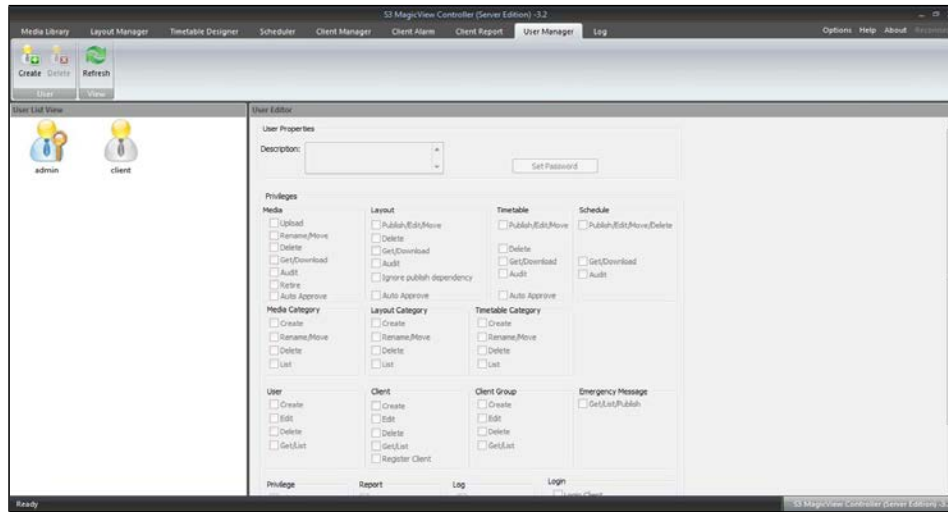 S3 MagicView Controller (Server Edition) -3.2
Media Library Layout Manager Timetable Designer Scheduler Client Manager Client Alarm Client Report User Manager Log Options Help About
Create Delete Refresh
User View
User List View User Editor
admin client
User Properties
Description:
Set Password
Privileges
Media Layout Timetable Schedule
Upload Publish/Edit/Move Publish/Edit/Move Publish/Edit/Move/Delete
Rename/Move Delete
Delete Get/Download Delete
Get/Download Audit Get/Download Get/Download
Audit Ignore publish dependency Audit Audit
Retire
Auto Approve Auto Approve Auto Approve
Media Category Layout Category Timetable Category
Create Create Create
Rename/Move Rename/Move Rename/Move
Delete Delete Delete
List List List
User Client Client Group Emergency Message
Create Create Create Get/List/Publish
Edit Edit Edit
Delete Delete Delete
Get/List Get/List Get/List
Register Client
Privilege Report Log Login
Ready S3 MagicView Controller (Server Edition)